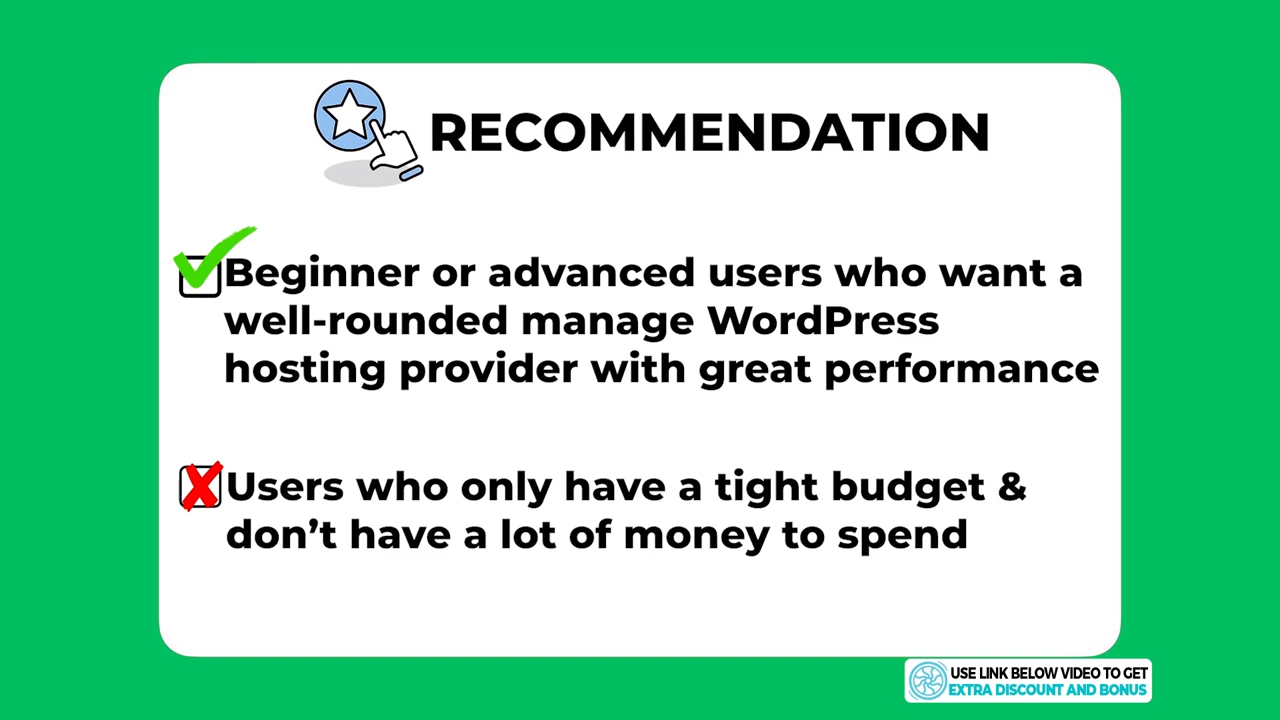 RECOMMENDATION
Beginner or advanced users who want a
well-rounded manage WordPress
hosting provider with great performance
Users who only have a tight budget &
don’t have a lot of money to spend
USE LINK BELOW VIDEO TO GET
EXTRA DISCOUNT AND BONUS